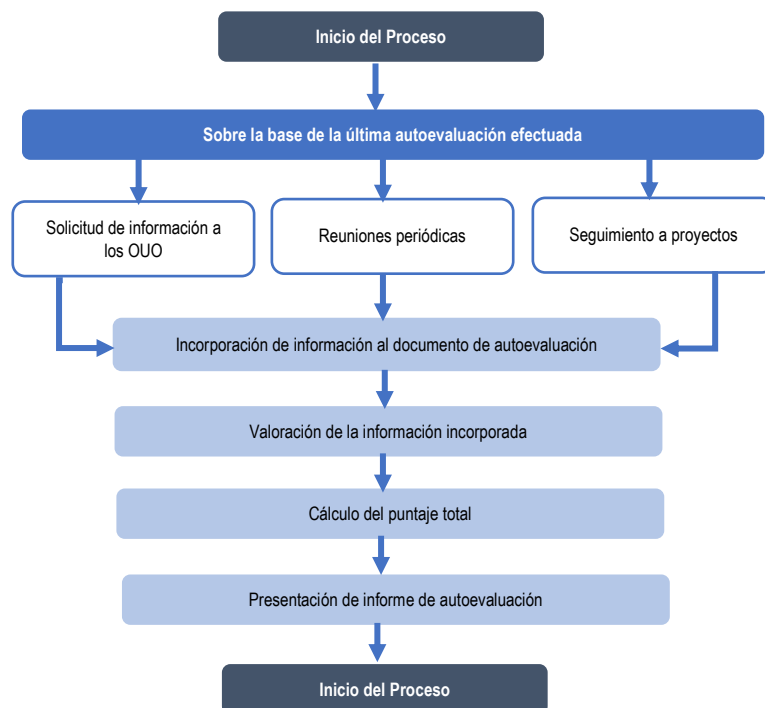 Inicio del Proceso
Sobre la base de la última autoevaluación efectuada
Solicitud de información a
los OUO
Reuniones periódicas
Seguimiento a proyectos
Incorporación de información al documento de autoevaluación
Valoración de la información incorporada
Cálculo del puntaje total
Presentación de informe de autoevaluación
Inicio del Proceso